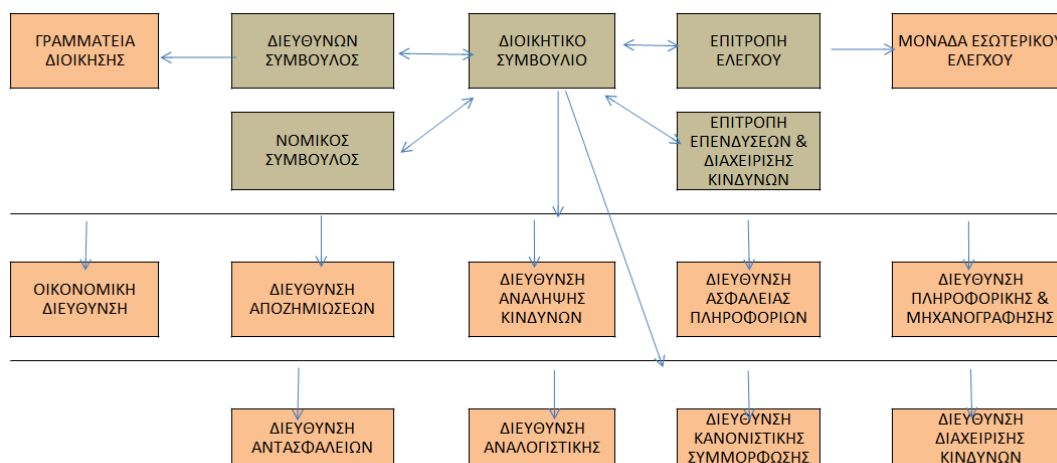 ΓΡΑΜΜΑΤΕΙΑ
ΔΙΟΙΚΗΣΗΣ
ΔΙΕΥΘΥΝΩΝ
ΣΥΜΒΟΥΛΟΣ
ΔΙΟΙΚΗΤΙΚΟ
ΣΥΜΒΟΥΛΙΟ
ΕΠΙΤΡΟΠΗ
ΕΛΕΓΧΟΥ
ΜΟΝΑΔΑ ΕΣΩΤΕΡΙΚΟΥ
ΕΛΕΓΧΟΥ
ΝΟΜΙΚΟΣ
ΣΥΜΒΟΥΛΟΣ
ΕΠΙΤΡΟΠΗ
ΕΠΕΝΔΥΣΕΩΝ &
ΔΙΑΧΕΙΡΙΣΗΣ
ΚΙΝΔΥΝΩΝ
ΟΙΚΟΝΟΜΙΚΗ
ΔΙΕΥΘΥΝΣΗ
ΔΙΕΥΘΥΝΣΗ
ΑΠΟΖΗΜΙΩΣΕΩΝ
ΔΙΕΥΘΥΝΣΗ
ΑΝΑΛΗΨΗΣ
ΚΙΝΔΥΝΩΝ
ΔΙΕΥΘΥΝΣΗ
ΑΣΦΑΛΕΙΑΣ
ΠΛΗΡΟΦΟΡΙΩΝ
ΔΙΕΥΘΥΝΣΗ
ΠΛΗΡΟΦΟΡΙΚΗΣ &
ΜΗΧΑΝΟΓΡΑΦΗΣΗΣ
ΔΙΕΥΘΥΝΣΗ
ΑΝΤΑΣΦΑΛΕΙΩΝ
ΔΙΕΥΘΥΝΣΗ
ΑΝΑΛΟΓΙΣΤΙΚΗΣ
ΔΙΕΥΘΥΝΣΗ
ΚΑΝΟΝΙΣΤΙΚΗΣ
ΣΥΜΜΟΡΦΩΣΗΣ
ΔΙΕΥΘΥΝΣΗ
ΔΙΑΧΕΙΡΙΣΗΣ
ΚΙΝΔΥΝΩΝ